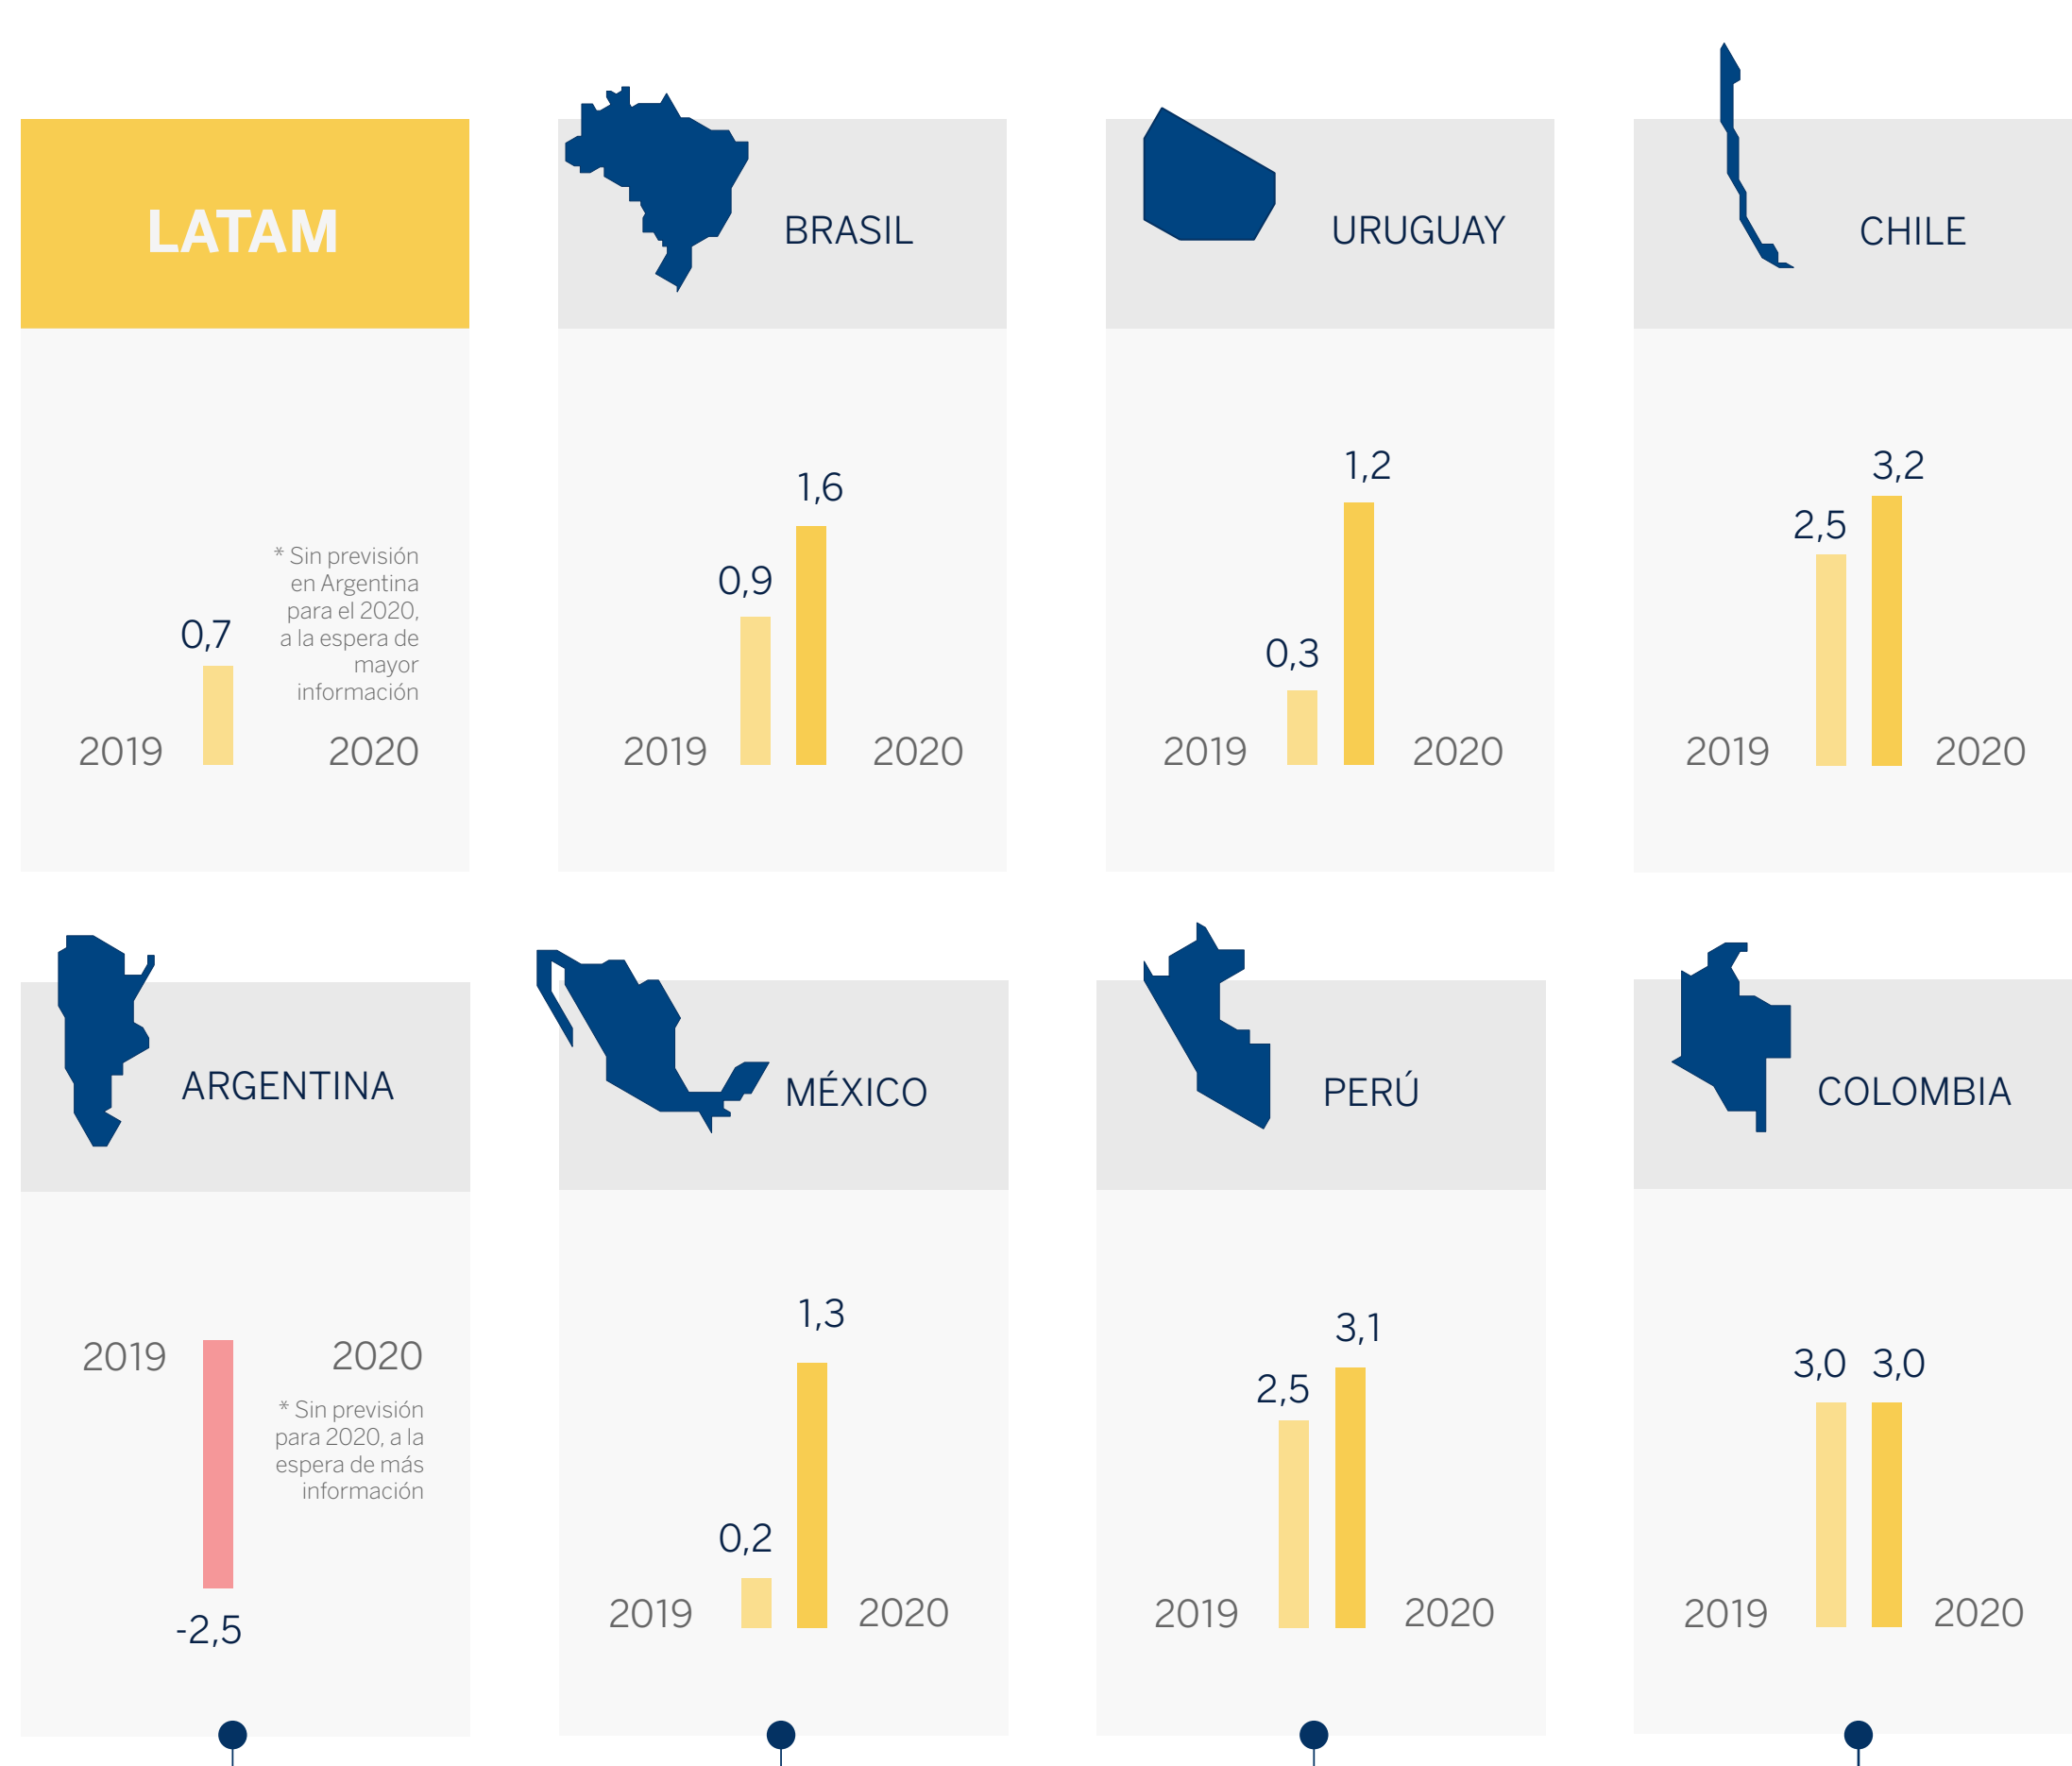 LATAM
0,7
* Sin previsión
en Argentina
para el 2020,
a la espera de
mayor
información
2019
2020
BRASIL
0,9
1,6
2019
2020
URUGUAY
0,3
1,2
2019
2020
CHILE
2,5
3,2
2019
2020
ARGENTINA
2019
2020
* Sin previsión
para 2020, a la
espera de más
información
-2,5
MÉXICO
0,2
1,3
2019
2020
PERÚ
2,5
3,1
2019
2020
COLOMBIA
3,0
3,0
2019
2020